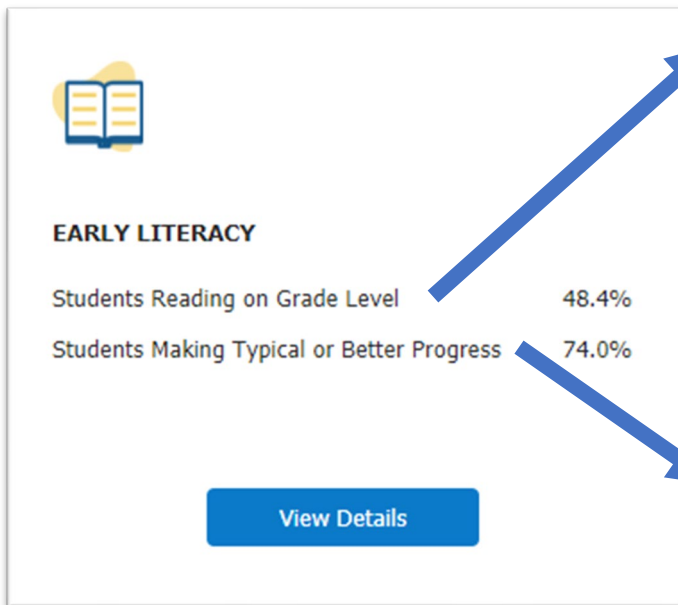 EARLY LITERACY
Students Reading on Grade Level 48.4%
Students Making Typical or Better Progress 74.0%
View Details